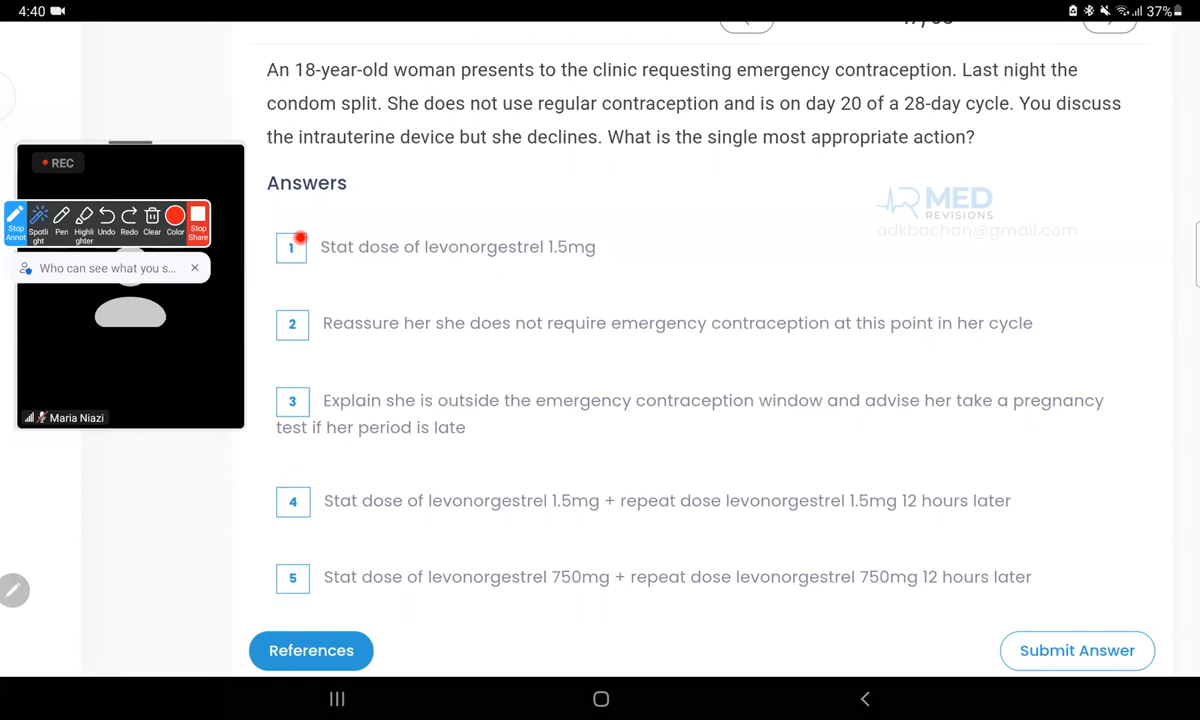 4:40
37%
An 18-year-old woman presents to the clinic requesting emergency contraception. Last night the
condom split. She does not use regular contraception and is on day 20 of a 28-day cycle. You discuss
the intrauterine device but she declines. What is the single most appropriate action?
Answers
MED
REVISIONS
adkbachan@gmail.com
REC
Stop Annot
Spotlight
Pen
Highlighter
Undo
Redo
Clear
Color
Stop Share
Who can see what you s...
Maria Niazi
1 Stat dose of levonorgestrel 1.5mg
2 Reassure her she does not require emergency contraception at this point in her cycle
3 Explain she is outside the emergency contraception window and advise her take a pregnancy
test if her period is late
4 Stat dose of levonorgestrel 1.5mg + repeat dose levonorgestrel 1.5mg 12 hours later
5 Stat dose of levonorgestrel 750mg + repeat dose levonorgestrel 750mg 12 hours later
References
Submit Answer